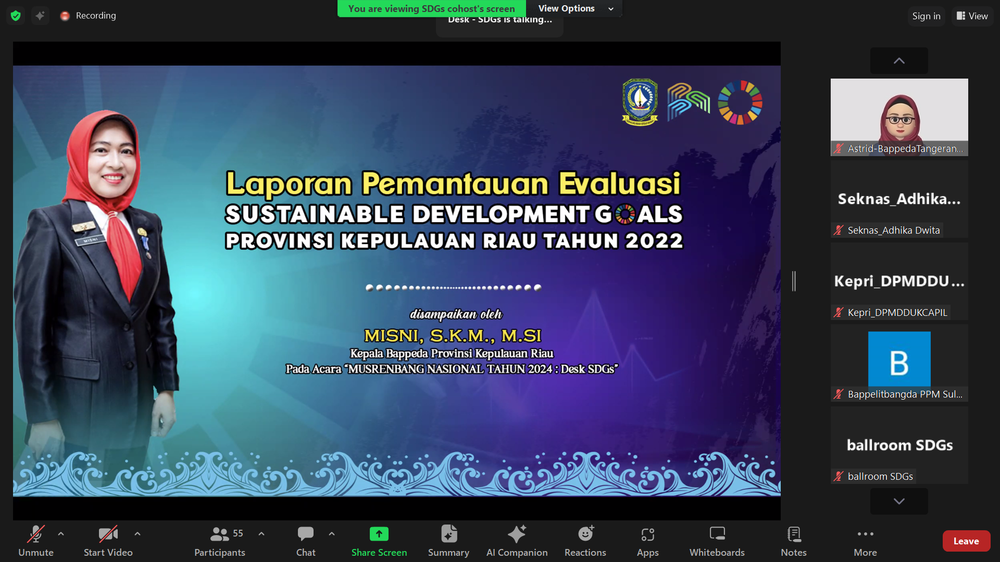 You are viewing SDGs cohost's screen
View Options
Desk - SDGs is talking...
Recording
Sign in
View
Laporan Pemantauan Evaluasi
SUSTAINABLE DEVELOPMENT GOALS
PROVINSI KEPULAUAN RIAU TAHUN 2022
disampaikan oleh
MISNI, S.K.M., M.SI
Kepala Bappeda Provinsi Kepulauan Riau
Pada Acara “MUSRENBANG NASIONAL TAHUN 2024 : Desk SDGs”
MISNI
Astrid-BappedaTangeran...
Seknas_Adhika...
Seknas_Adhika Dwita
Kepri_DPMDDU...
Kepri_DPMDDUKCAPIL
B
Bappelitbangda PPM Sul...
ballroom SDGs
ballroom SDGs
Unmute
Start Video
55
Participants
Chat
Share Screen
Summary
AI Companion
Reactions
Apps
Whiteboards
Notes
More
Leave